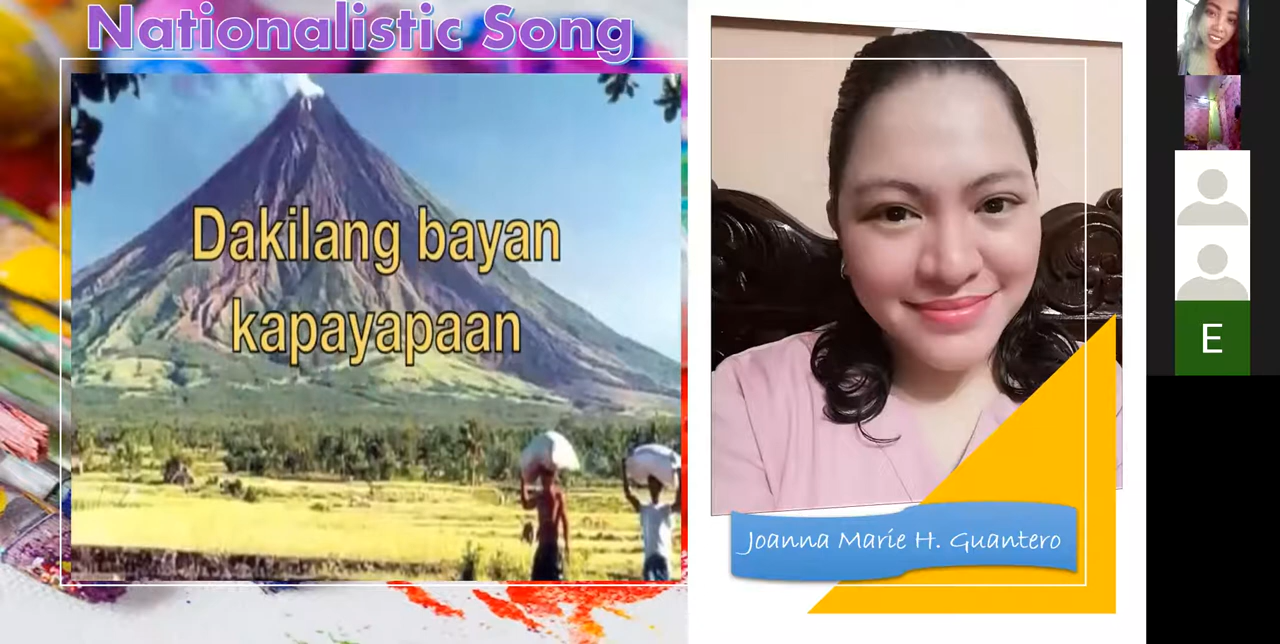 Nationalistic Song
Dakilang bayan
kapayapaan
Joanna Marie H. Guantero
E